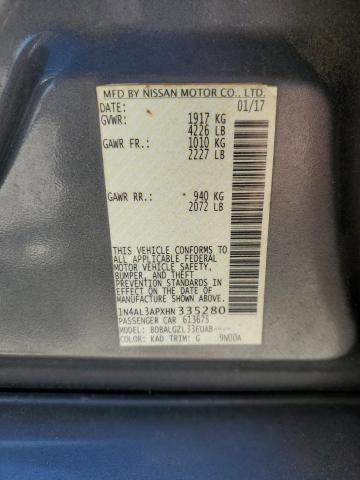 MFD BY NISSAN MOTOR CO., LTD.
DATE: 01/17
GVWR: 1917 KG
4226 LB
GAWR FR.: 1010 KG
2227 LB
GAWR RR.: 940 KG
2072 LB
THIS VEHICLE CONFORMS TO
ALL APPLICABLE FEDERAL
MOTOR VEHICLE SAFETY,
BUMPER, AND THEFT
PREVENTION STANDARDS IN
EFFECT ON THE DATE OF
MANUFACTURE SHOWN ABOVE.
1N4AL3APXHN335280
PASSENGER CAR 613675
MODEL: BDBALGZL33EUAB----
COLOR: KAD TRIM: G 9N00A